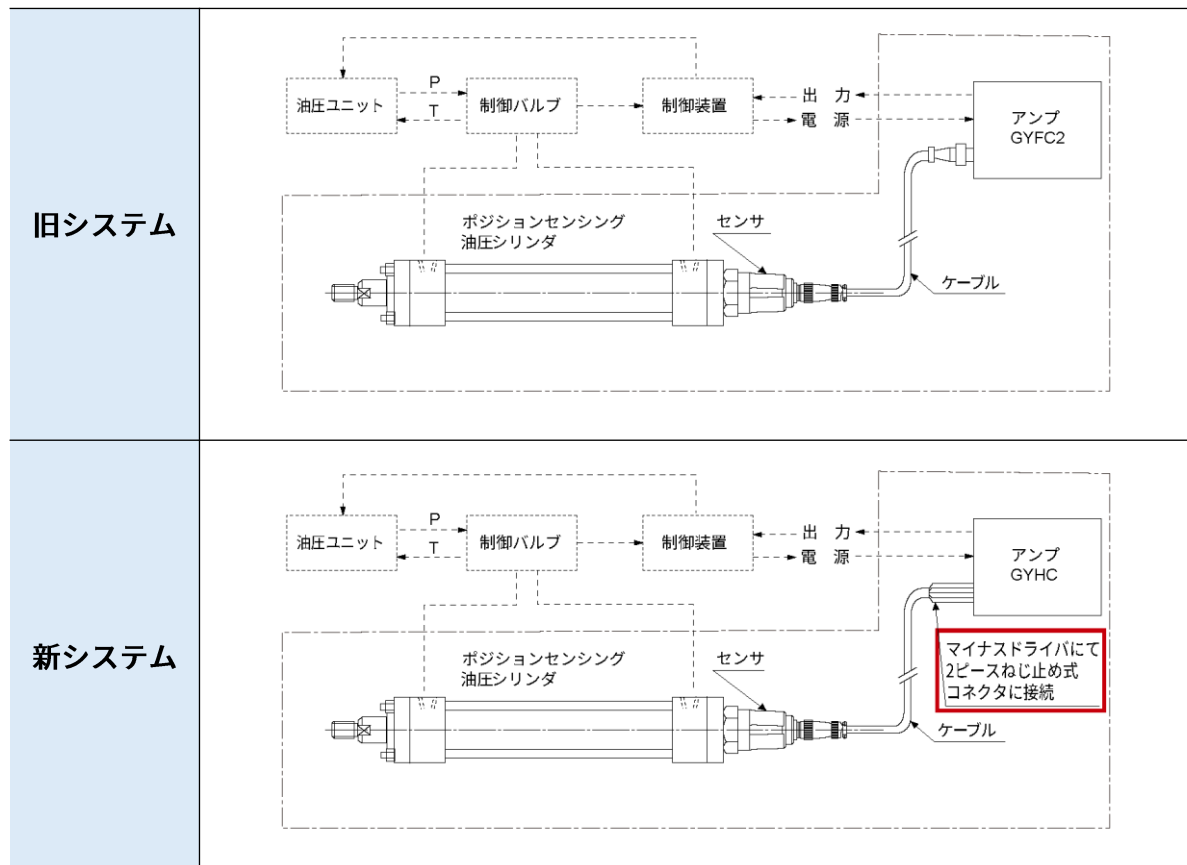 旧システム
油圧ユニット
P
T
制御バルブ
制御装置
出 力
電 源
アンプ
GYFC2
ポジションセンシング
油圧シリンダ
センサ
ケーブル
新システム
油圧ユニット
P
T
制御バルブ
制御装置
出 力
電 源
アンプ
GYHC
マイナスドライバにて
2ピースねじ止め式
コネクタに接続
ポジションセンシング
油圧シリンダ
センサ
ケーブル